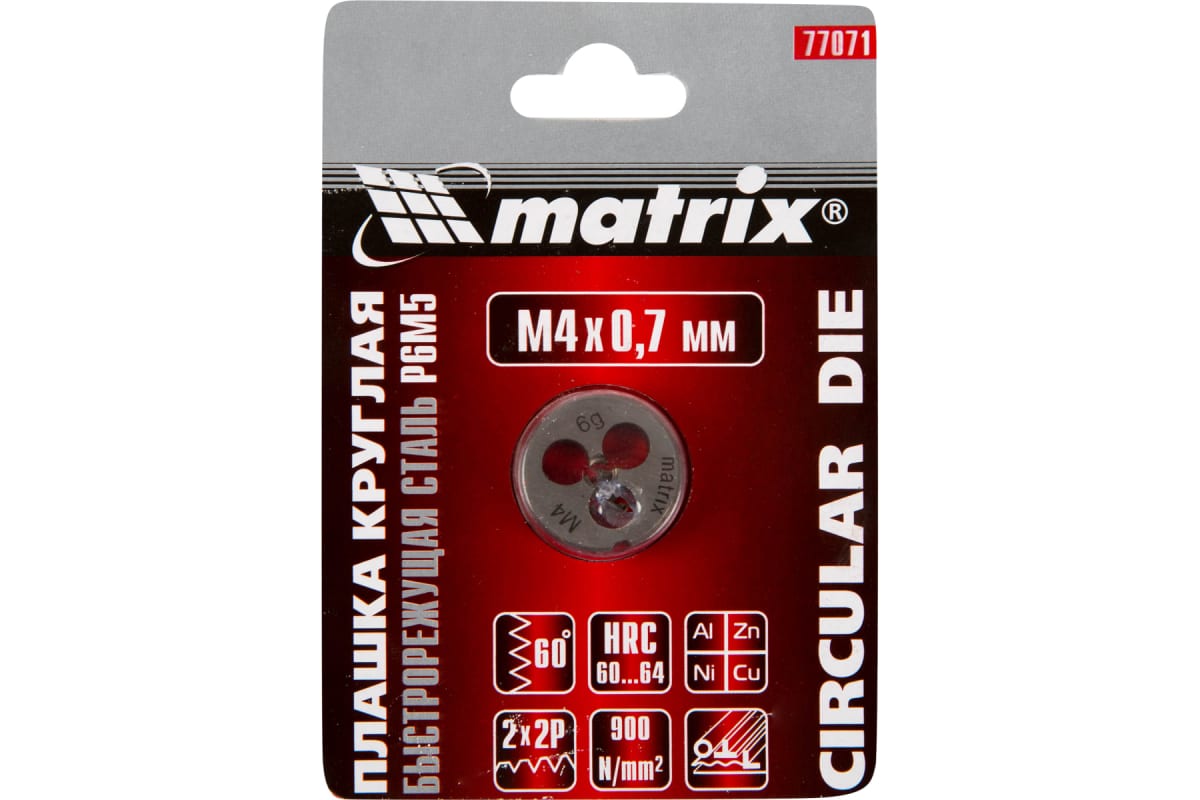 77071
matrix®
M4 x 0,7 мм
ПЛАШКА КРУГЛАЯ
БЫСТРОРЕЖУЩАЯ СТАЛЬ Р6М5
CIRCULAR DIE
6g
matrix
M4
60°
HRC
60...64
Al Zn
Ni Cu
2x2P
900
N/mm²